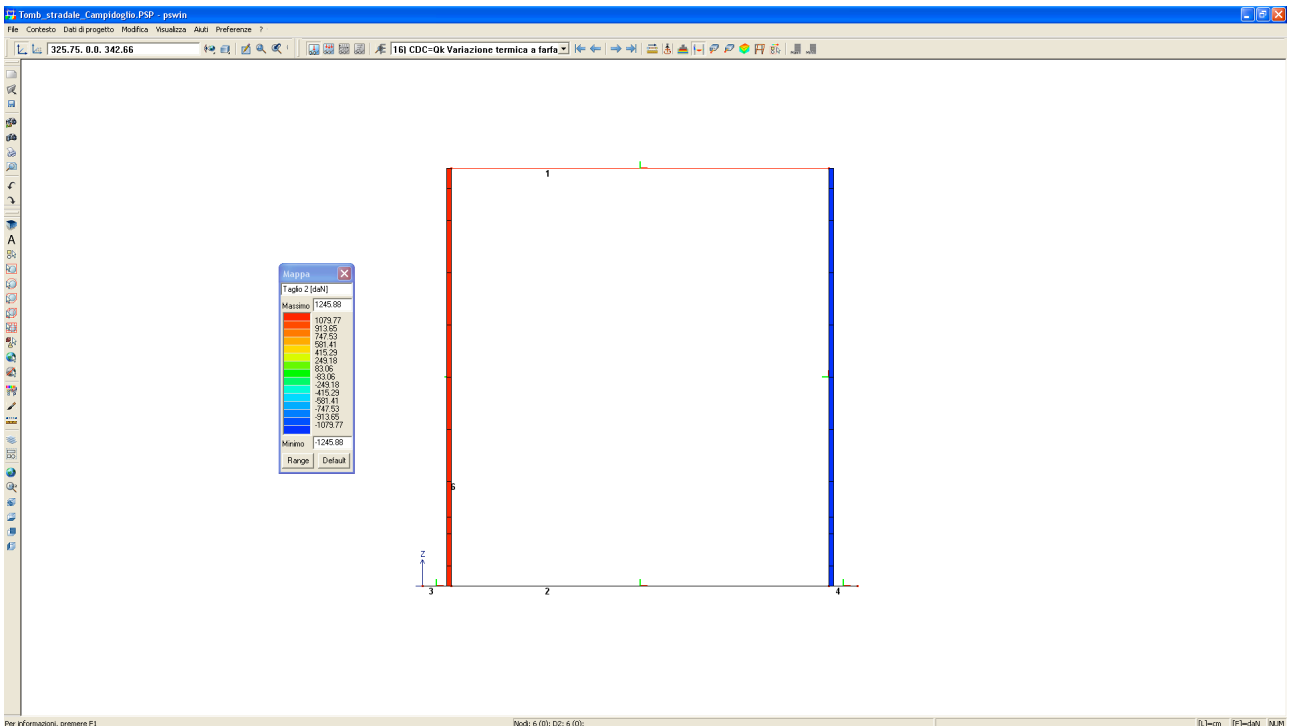 Tomb_stradale_Campidoglio.PSP - pswin
File Contesto Dati di progetto Modifica Visualizza Aiuti Preferenze ?
325.75. 0.0. 342.66
16) CDC=Qk Variazione termica a farfa
1
Mappa
Taglio 2 [daN]
Massimo 1245.88
1079.77
913.65
747.53
581.41
415.29
249.18
83.06
-83.06
-249.18
-415.29
-581.41
-747.53
-913.65
-1079.77
Minimo -1245.88
Range Default
6
Z
3 2 4
A
Per informazioni, premere F1 Nodi: 6 (0); D2: 6 (0); [L]=cm [F]=daN NUM